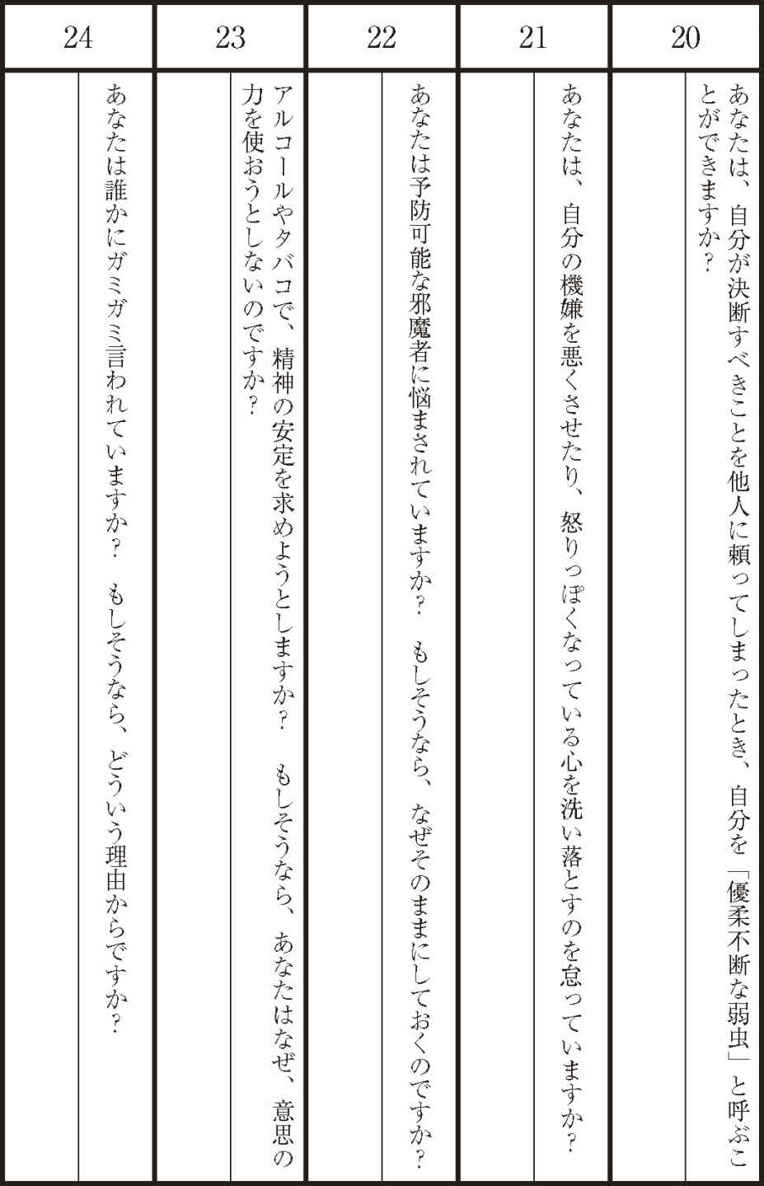 20
あなたは、自分が決断すべきことを他人に頼ってしまったとき、自分を「優柔不断な弱虫」と呼ぶこ
とができますか?
21
あなたは、自分の機嫌を悪くさせたり、怒りっぽくなっている心を洗い落とすのを怠っていますか?
22
あなたは予防可能な邪魔者に悩まされていますか? もしそうなら、なぜそのままにしておくのですか?
23
アルコールやタバコで、精神の安定を求めようとしますか? もしそうなら、あなたはなぜ、意思の
力を使おうとしないのですか?
24
あなたは誰かにガミガミ言われていますか? もしそうなら、どういう理由からですか?